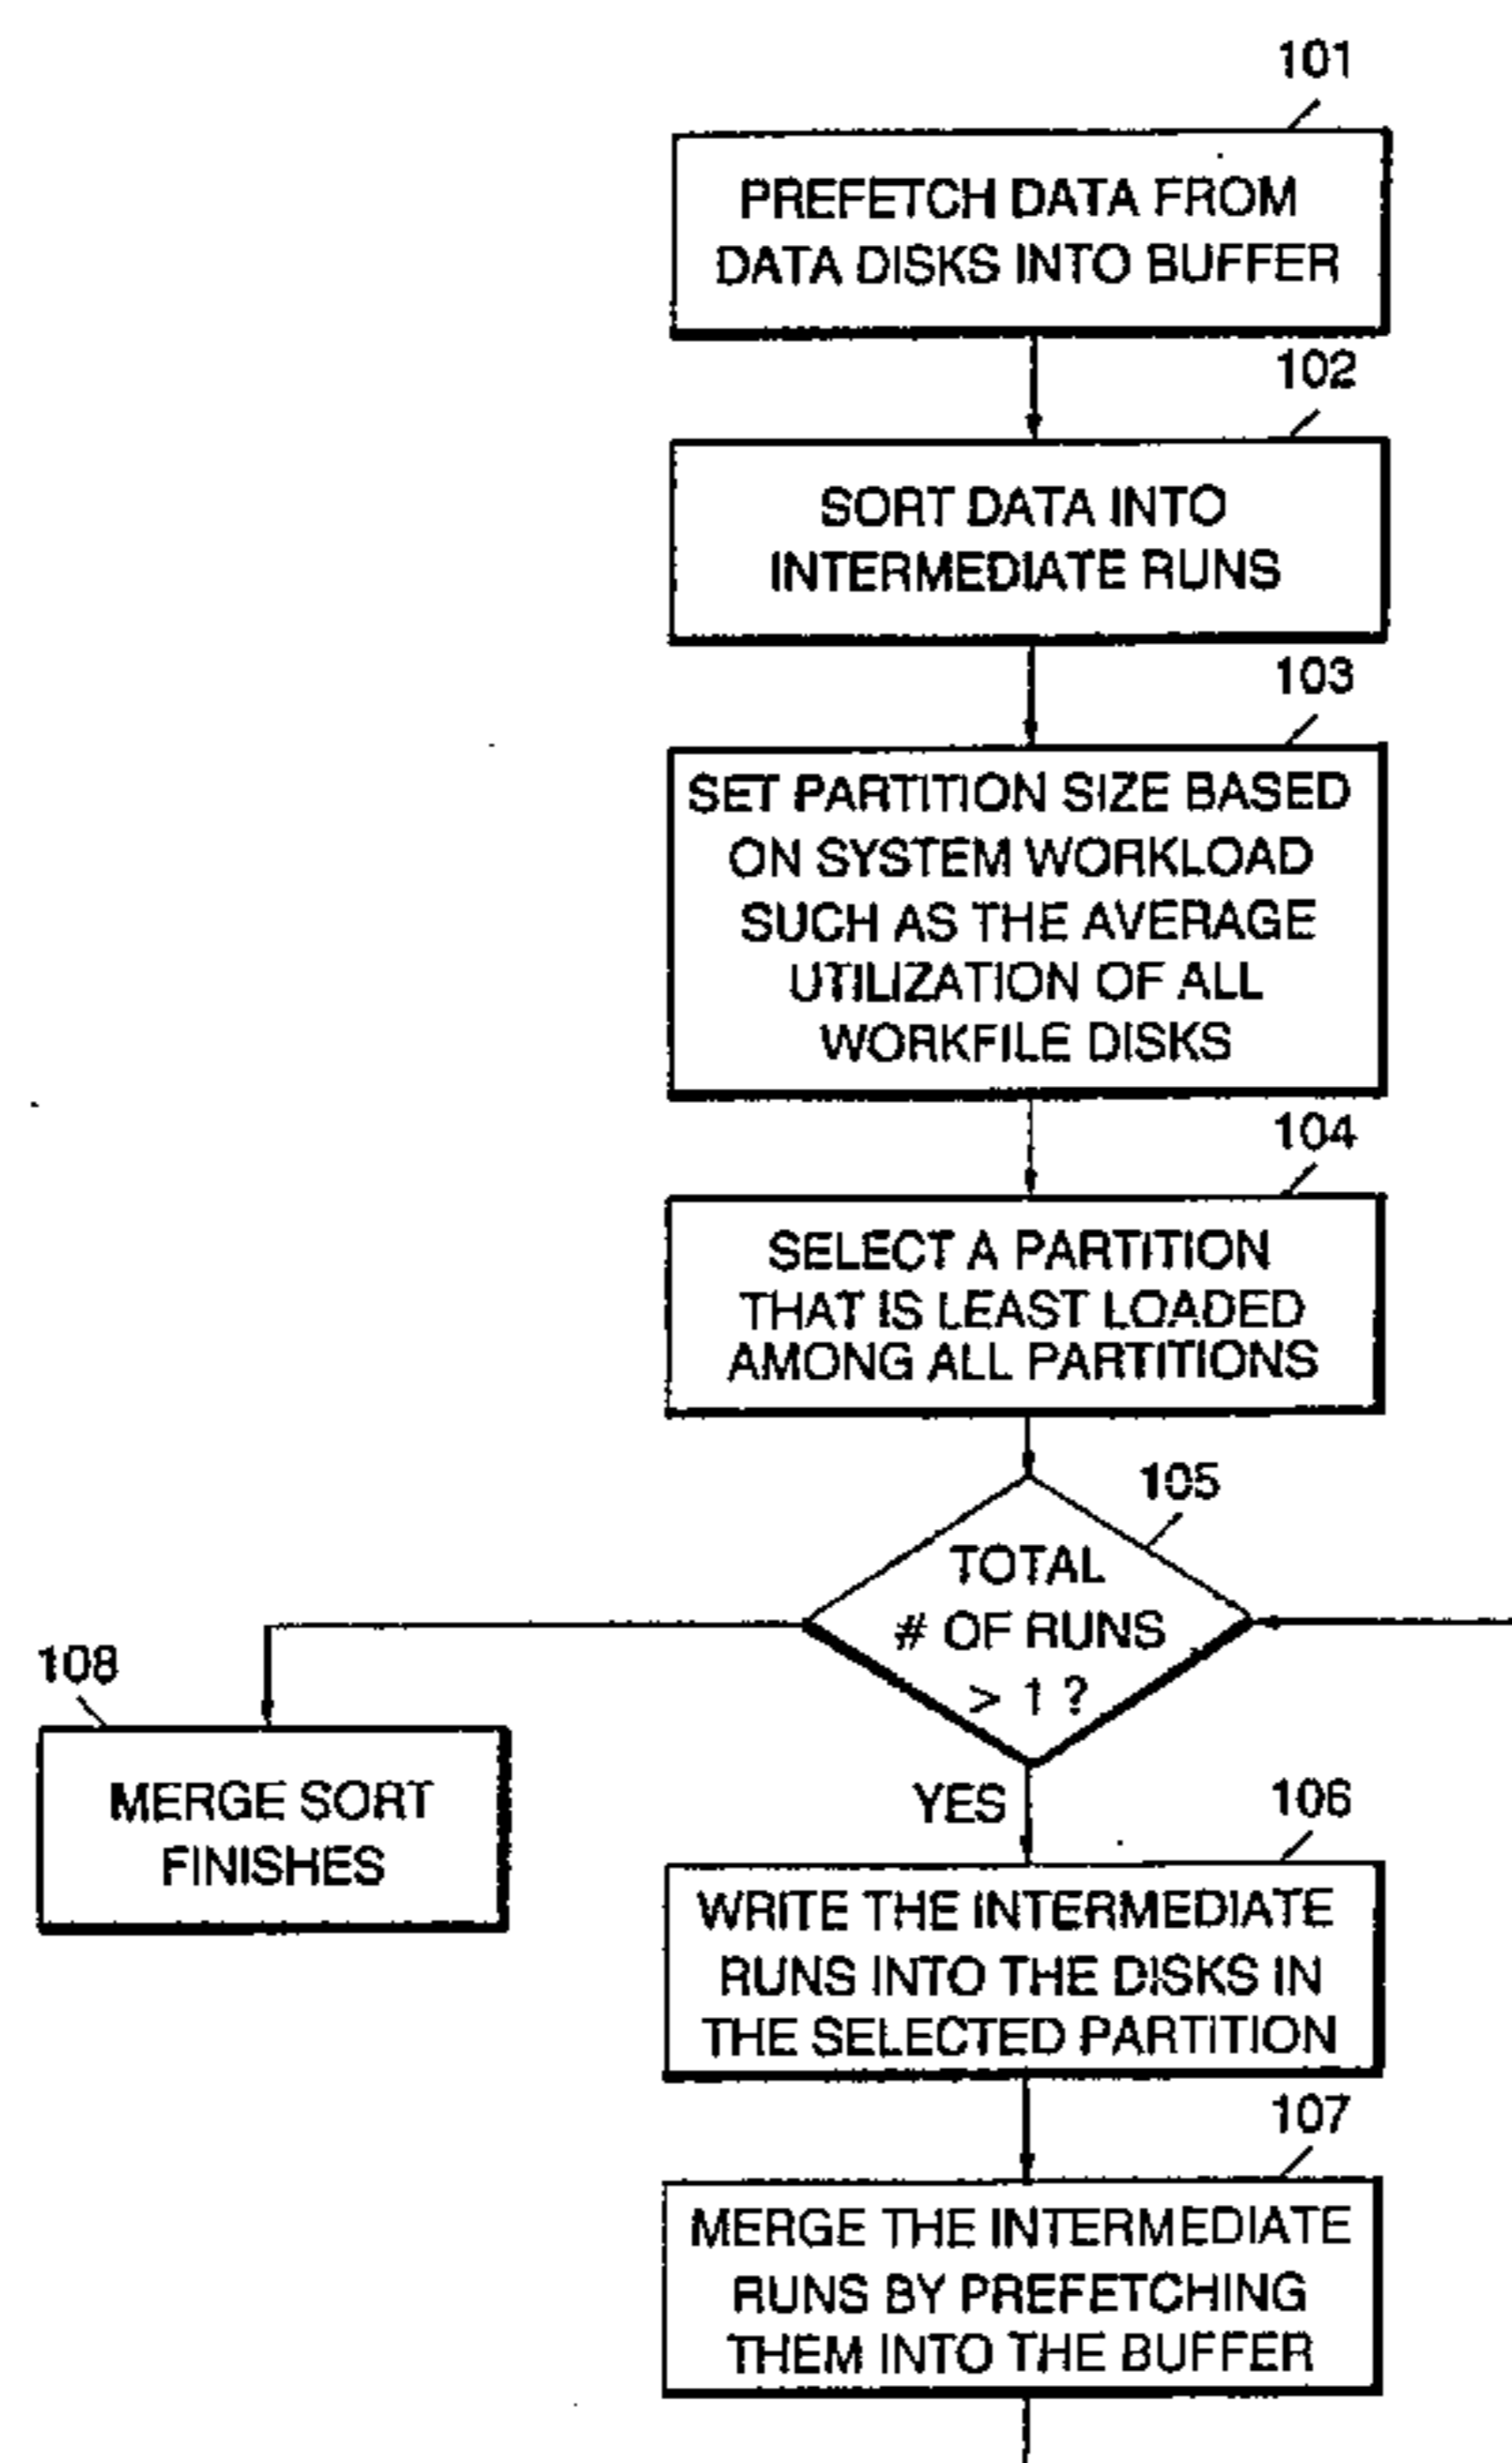 101
PREFETCH DATA FROM
DATA DISKS INTO BUFFER
102
SORT DATA INTO
INTERMEDIATE RUNS
103
SET PARTITION SIZE BASED
ON SYSTEM WORKLOAD
SUCH AS THE AVERAGE
UTILIZATION OF ALL
WORKFILE DISKS
104
SELECT A PARTITION
THAT IS LEAST LOADED
AMONG ALL PARTITIONS
105
TOTAL
# OF RUNS
> 1 ?
108
MERGE SORT
FINISHES
YES
106
WRITE THE INTERMEDIATE
RUNS INTO THE DISKS IN
THE SELECTED PARTITION
107
MERGE THE INTERMEDIATE
RUNS BY PREFETCHING
THEM INTO THE BUFFER